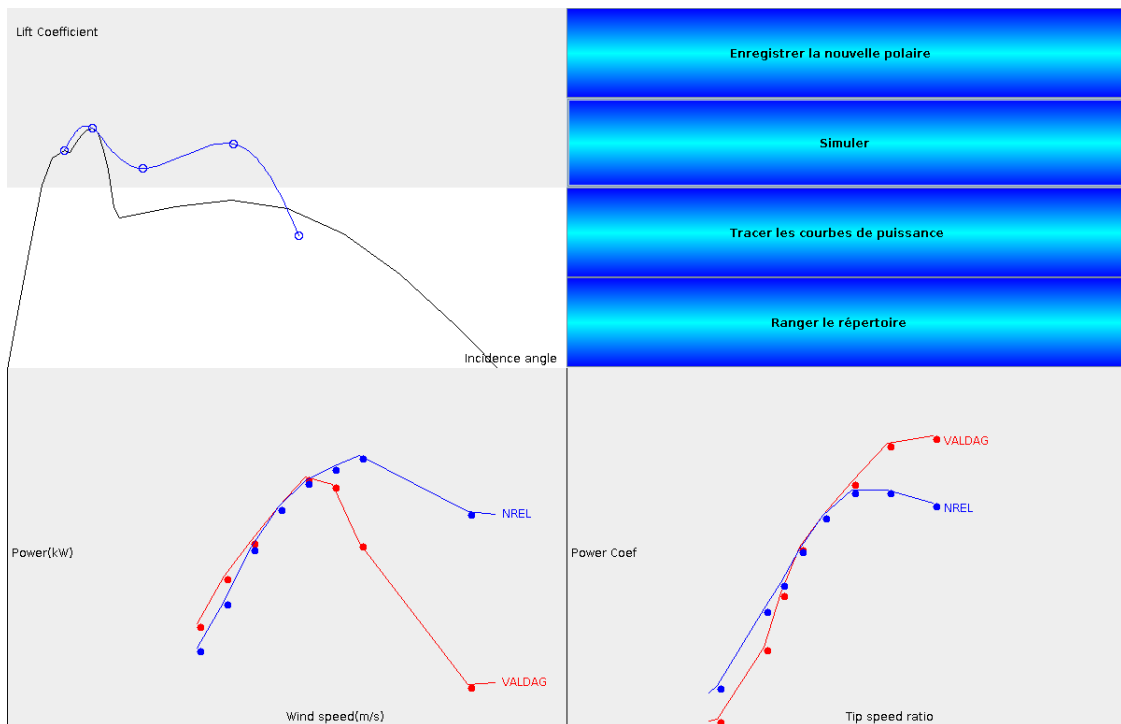 Lift Coefficient
Incidence angle
Enregistrer la nouvelle polaire
Simuler
Tracer les courbes de puissance
Ranger le répertoire
Power(kW)
NREL
VALDAG
Wind speed(m/s)
Power Coef
VALDAG
NREL
Tip speed ratio